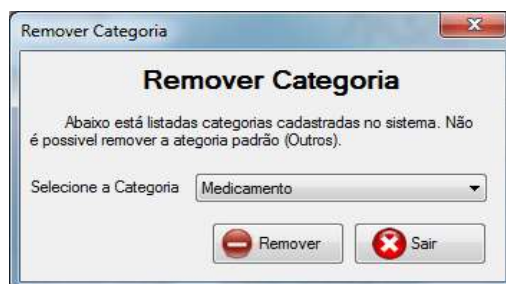 Remover Categoria
Remover Categoria
Abaixo está listadas categorias cadastradas no sistema. Não
é possivel remover a ategoria padrão (Outros).
Selecione a Categoria Medicamento
Remover Sair